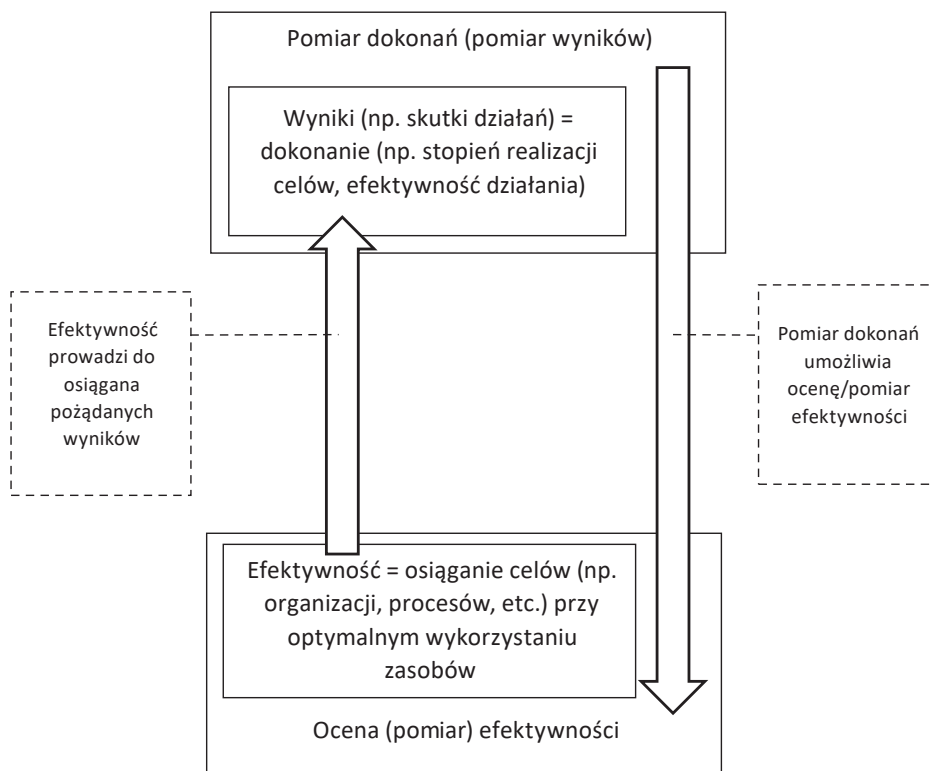 Pomiar dokonań (pomiar wyników)
Wyniki (np. skutki działań) =
dokonanie (np. stopień realizacji
celów, efektywność działania)
Efektywność
prowadzi do
osiągana
pożądanych
wyników
Pomiar dokonań
umożliwia
ocenę/pomiar
efektywności
Efektywność = osiąganie celów (np.
organizacji, procesów, etc.) przy
optymalnym wykorzystaniu
zasobów
Ocena (pomiar) efektywności